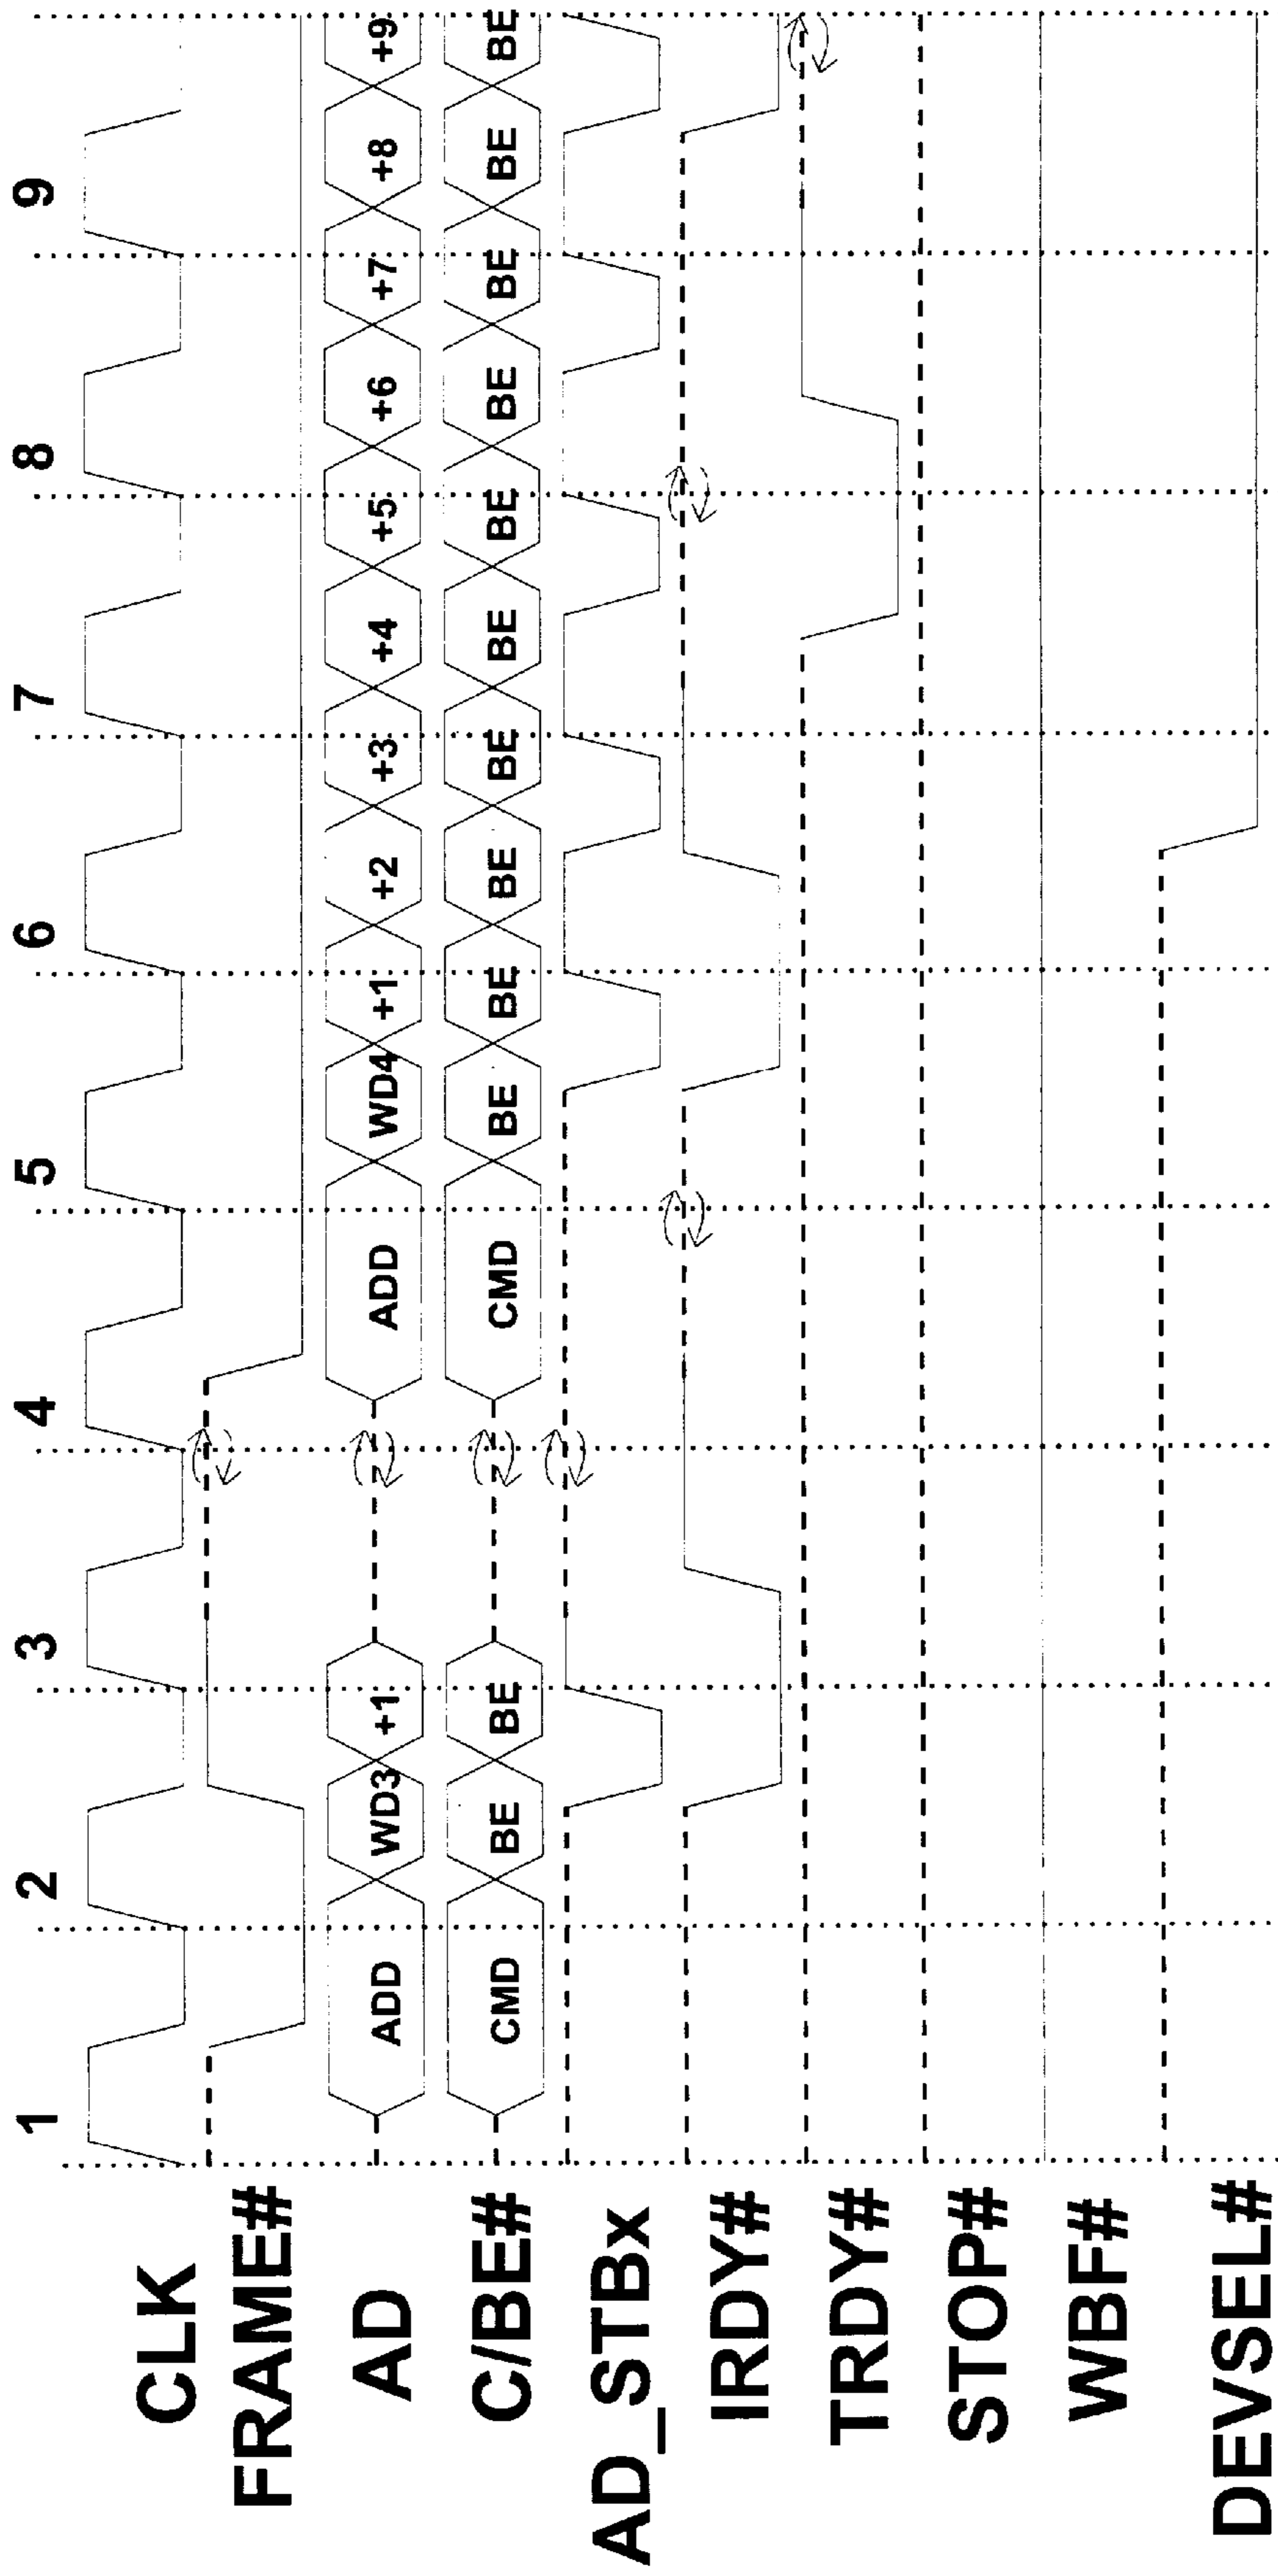 1 2 3 4 5 6 7 8 9
CLK
FRAME#
AD ADD WD3 +1 ADD WD4 +1 +2 +3 +4 +5 +6 +7 +8 +9
C/BE# CMD BE BE CMD BE BE BE BE BE BE BE BE BE BE
AD_STBx
IRDY#
TRDY#
STOP#
WBF#
DEVSEL#